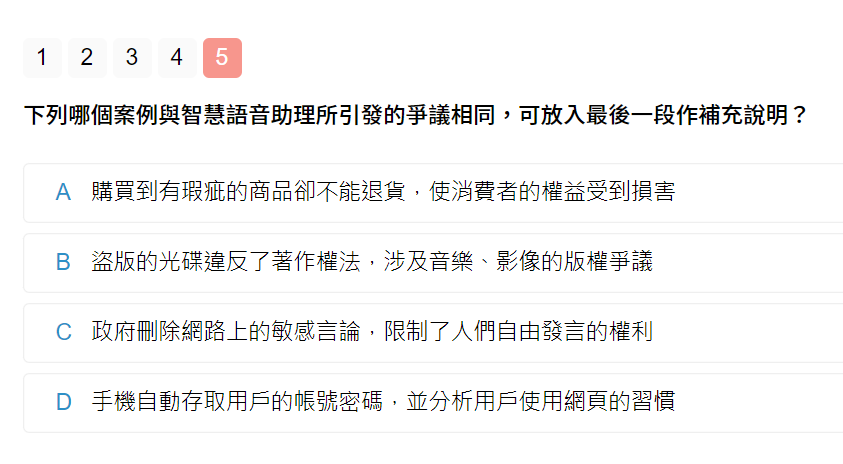 1 2 3 4 5
下列哪個案例與智慧語音助理所引發的爭議相同，可放入最後一段作補充說明？
A 購買到有瑕疵的商品卻不能退貨，使消費者的權益受到損害
B 盜版的光碟違反了著作權法，涉及音樂、影像的版權爭議
C 政府刪除網路上的敏感言論，限制了人們自由發言的權利
D 手機自動存取用戶的帳號密碼，並分析用戶使用網頁的習慣